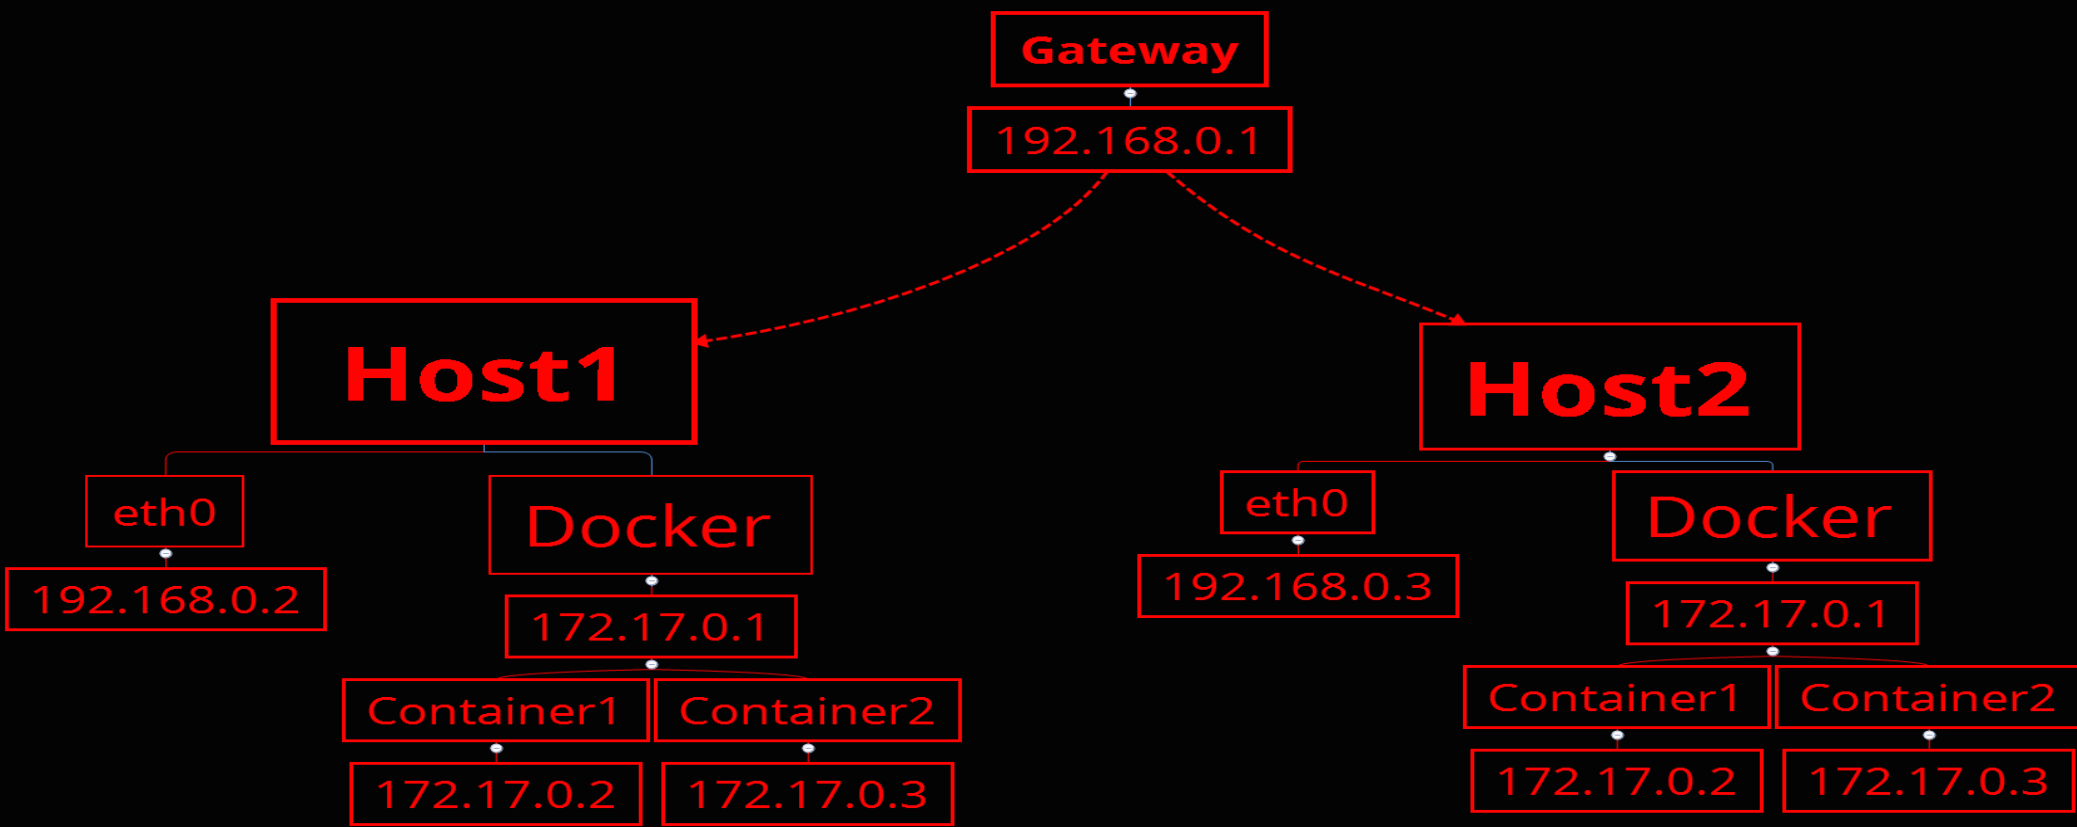 Gateway
192.168.0.1
Host1
Host2
eth0
192.168.0.2
Docker
172.17.0.1
Container1
172.17.0.2
Container2
172.17.0.3
eth0
192.168.0.3
Docker
172.17.0.1
Container1
172.17.0.2
Container2
172.17.0.3